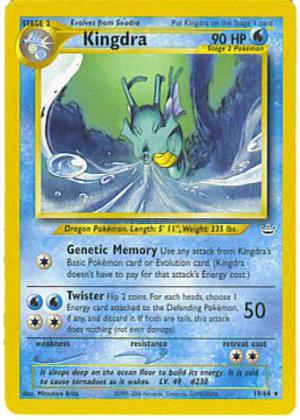 STAGE 2 Evolves from Seadra Put Kingdra on the Stage 1 card
Kingdra 90 HP
Stage 2 Pokémon
Dragon Pokémon. Length: 5' 11", Weight: 335 lbs.
Genetic Memory Use any attack from Kingdra's
Basic Pokémon card or Evolution card. (Kingdra
doesn't have to pay for that attack's Energy cost.)
Twister Flip 2 coins. For each heads, choose 1
Energy card attached to the Defending Pokémon,
if any, and discard it. If both are tails, this attack
does nothing (not even damage).
50
weakness resistance retreat cost
It sleeps deep on the ocean floor to build its energy. It is said
to cause tornadoes as it wakes. LV. 49 #230
Illus. Mitsuhiro Arita
19/64